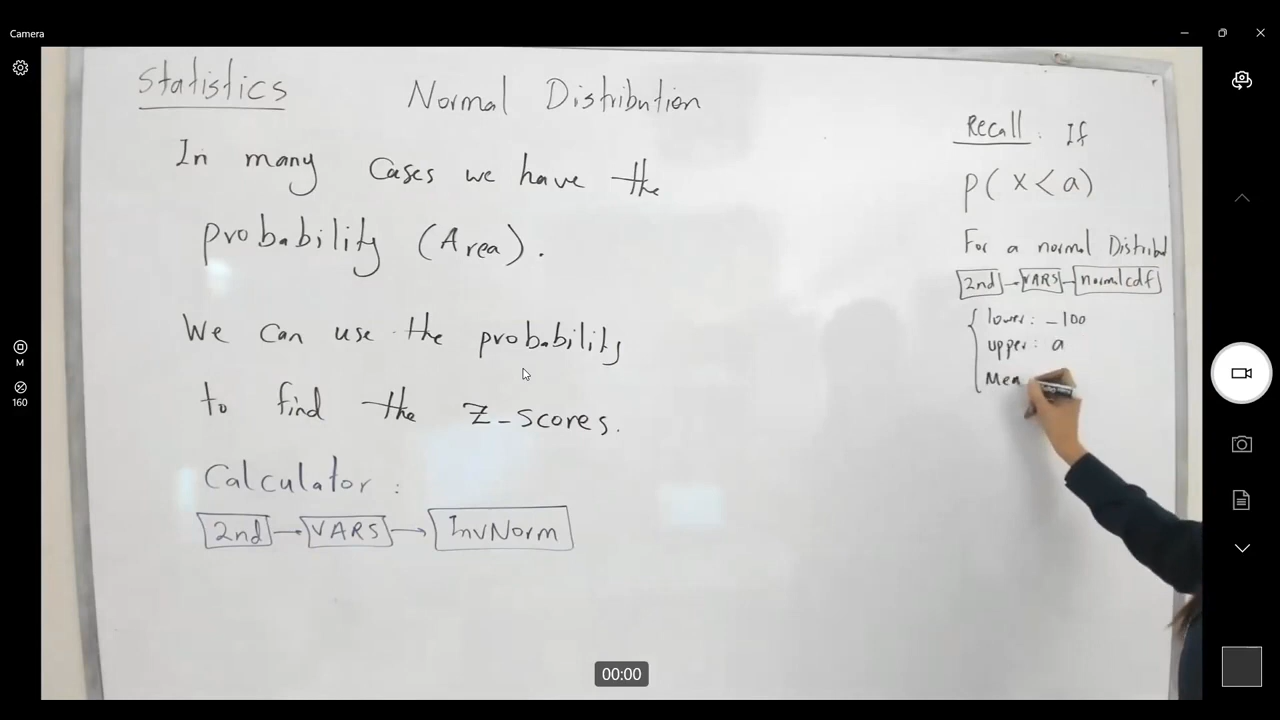 Camera
Statistics Normal Distribution
In many cases we have the
probability (Area).
We can use the probability
to find the Z-scores.
Calculator:
2nd → VARS → InvNorm
Recall: If
p(x<a)
For a normal Distribu
2nd → VARS → normalcdf
lower: -100
upper: a
Mea
M
160
00:00